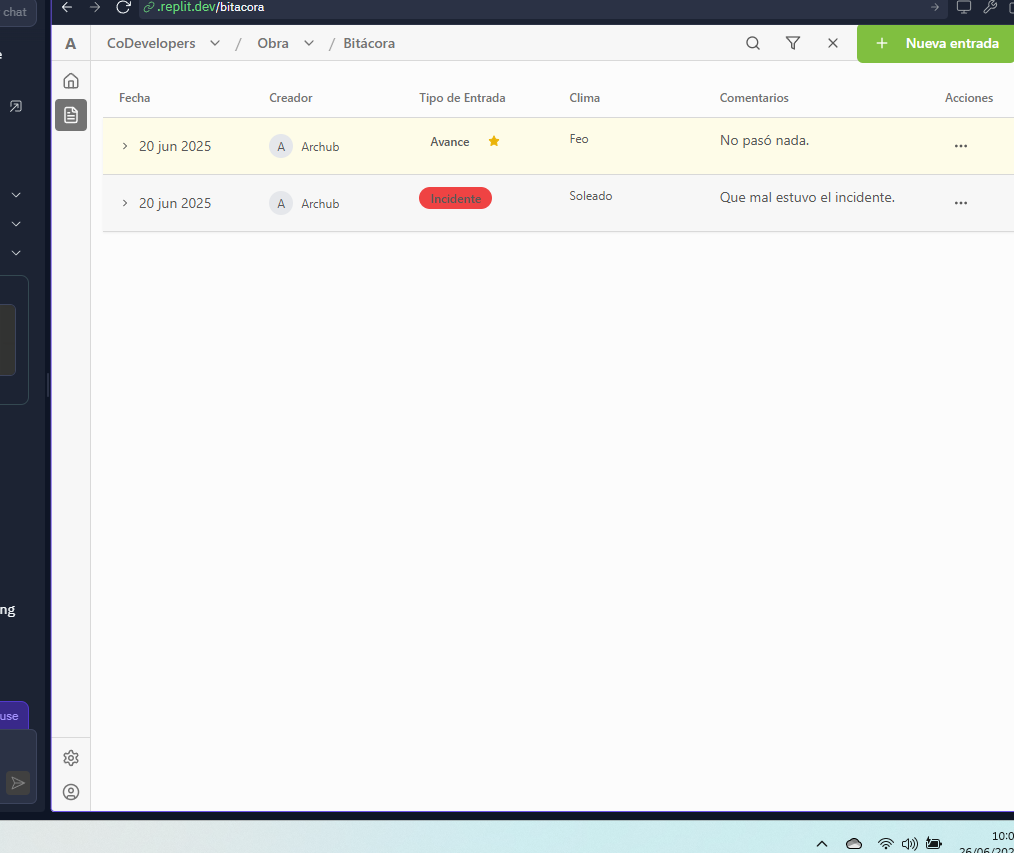 chat
.replit.dev/bitacora
A CoDevelopers / Obra / Bitácora
+ Nueva entrada
Fecha Creador Tipo de Entrada Clima Comentarios Acciones
20 jun 2025 A Archub Avance Feo No pasó nada. ...
20 jun 2025 A Archub Incidente Soleado Que mal estuvo el incidente. ...
ng
use
10:0
26/06/202